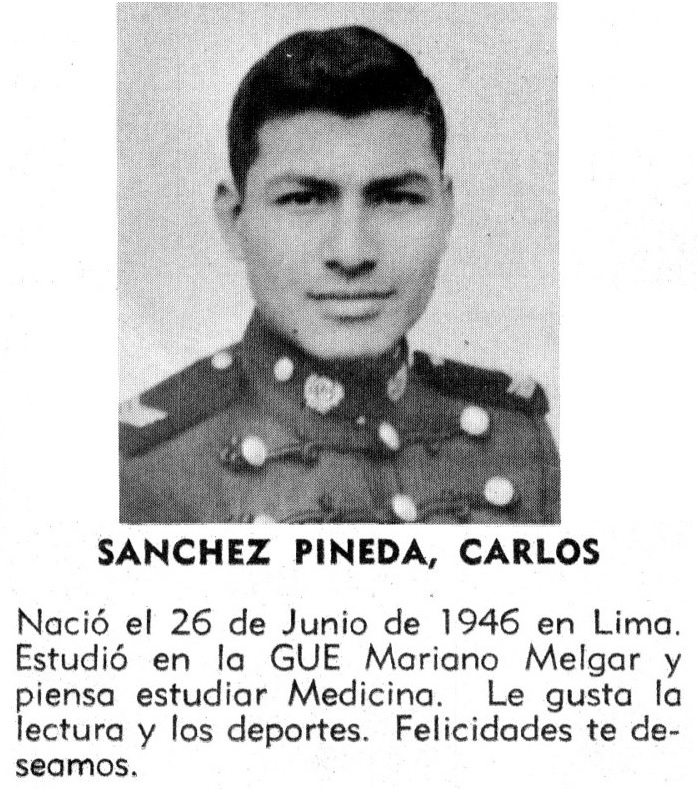 SANCHEZ PINEDA, CARLOS
Nació el 26 de Junio de 1946 en Lima.
Estudió en la GUE Mariano Melgar y
piensa estudiar Medicina. Le gusta la
lectura y los deportes. Felicidades te de-
seamos.